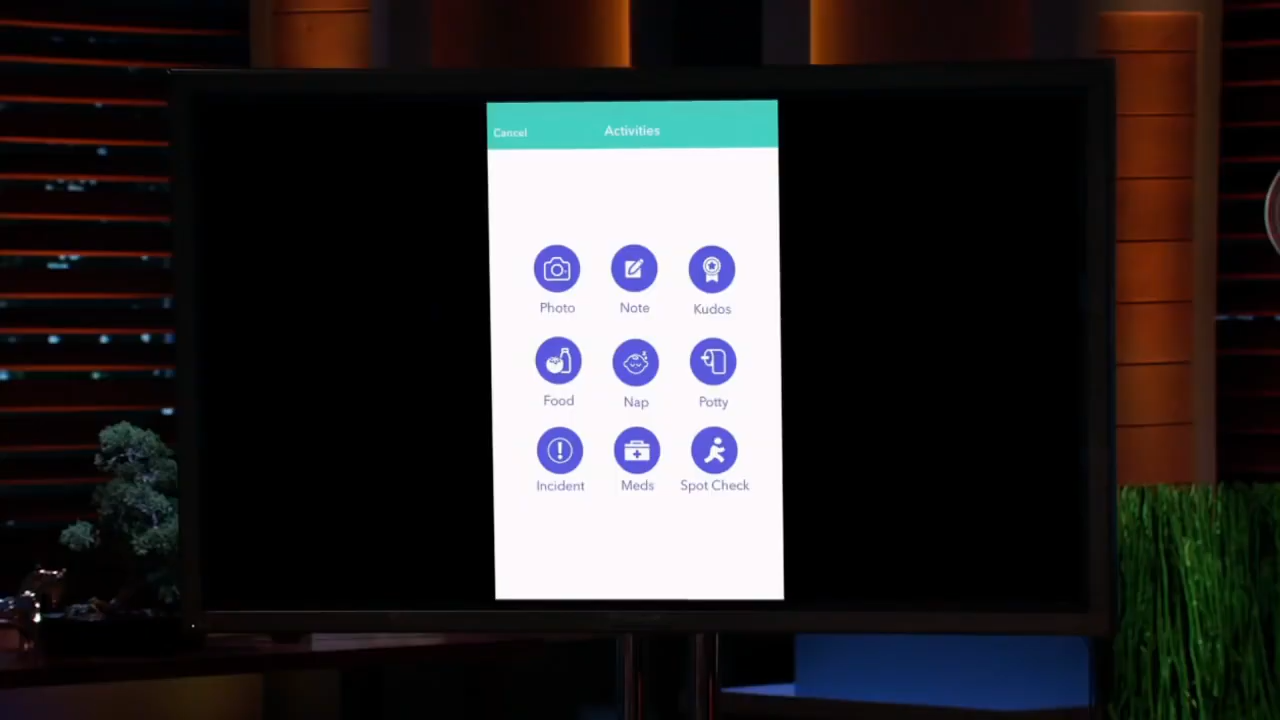 Cancel
Activities
Photo
Note
Kudos
Food
Nap
Potty
Incident
Meds
Spot Check